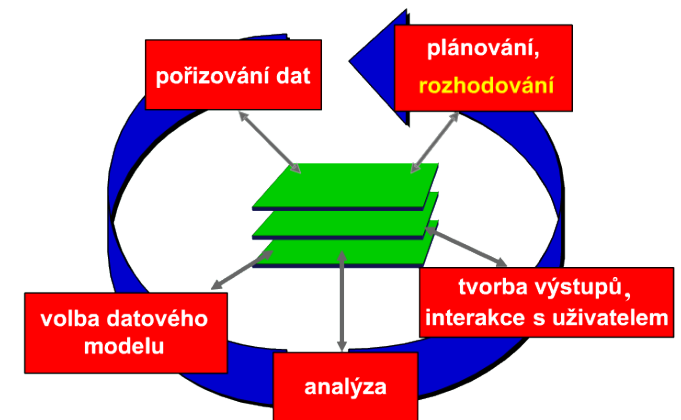 pořizování dat
plánování,
rozhodování
volba datového
modelu
analýza
tvorba výstupů,
interakce s uživatelem